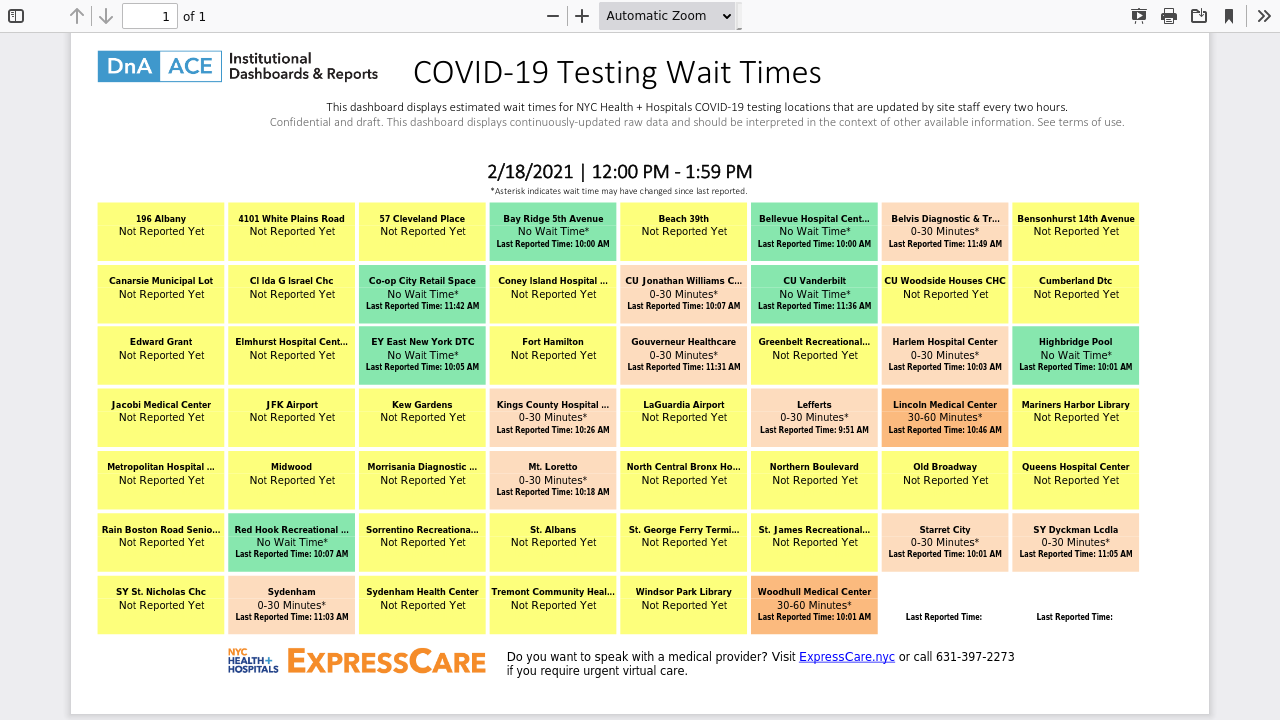 1 of 1 Automatic Zoom
DnA ACE Institutional Dashboards & Reports
COVID-19 Testing Wait Times
This dashboard displays estimated wait times for NYC Health + Hospitals COVID-19 testing locations that are updated by site staff every two hours.
Confidential and draft. This dashboard displays continuously-updated raw data and should be interpreted in the context of other available information. See terms of use.
2/18/2021 | 12:00 PM - 1:59 PM
*Asterisk indicates wait time may have changed since last reported.
196 Albany
Not Reported Yet
4101 White Plains Road
Not Reported Yet
57 Cleveland Place
Not Reported Yet
Bay Ridge 5th Avenue
No Wait Time*
Last Reported Time: 10:00 AM
Beach 39th
Not Reported Yet
Bellevue Hospital Cent...
No Wait Time*
Last Reported Time: 10:00 AM
Belvis Diagnostic & Tr...
0-30 Minutes*
Last Reported Time: 11:49 AM
Bensonhurst 14th Avenue
Not Reported Yet
Canarsie Municipal Lot
Not Reported Yet
CI Ida G Israel Chc
Not Reported Yet
Co-op City Retail Space
No Wait Time*
Last Reported Time: 11:42 AM
Coney Island Hospital ...
Not Reported Yet
CU Jonathan Williams C...
0-30 Minutes*
Last Reported Time: 10:07 AM
CU Vanderbilt
No Wait Time*
Last Reported Time: 11:36 AM
CU Woodside Houses CHC
Not Reported Yet
Cumberland Dtc
Not Reported Yet
Edward Grant
Not Reported Yet
Elmhurst Hospital Cent...
Not Reported Yet
EY East New York DTC
No Wait Time*
Last Reported Time: 10:05 AM
Fort Hamilton
Not Reported Yet
Gouverneur Healthcare
0-30 Minutes*
Last Reported Time: 11:31 AM
Greenbelt Recreational...
Not Reported Yet
Harlem Hospital Center
0-30 Minutes*
Last Reported Time: 10:03 AM
Highbridge Pool
No Wait Time*
Last Reported Time: 10:01 AM
Jacobi Medical Center
Not Reported Yet
JFK Airport
Not Reported Yet
Kew Gardens
Not Reported Yet
Kings County Hospital ...
0-30 Minutes*
Last Reported Time: 10:26 AM
LaGuardia Airport
Not Reported Yet
Lefferts
0-30 Minutes*
Last Reported Time: 9:51 AM
Lincoln Medical Center
30-60 Minutes*
Last Reported Time: 10:46 AM
Mariners Harbor Library
Not Reported Yet
Metropolitan Hospital ...
Not Reported Yet
Midwood
Not Reported Yet
Morrisania Diagnostic ...
Not Reported Yet
Mt. Loretto
0-30 Minutes*
Last Reported Time: 10:18 AM
North Central Bronx Ho...
Not Reported Yet
Northern Boulevard
Not Reported Yet
Old Broadway
Not Reported Yet
Queens Hospital Center
Not Reported Yet
Rain Boston Road Senio...
Not Reported Yet
Red Hook Recreational ...
No Wait Time*
Last Reported Time: 10:07 AM
Sorrentino Recreationa...
Not Reported Yet
St. Albans
Not Reported Yet
St. George Ferry Termi...
Not Reported Yet
St. James Recreational...
Not Reported Yet
Starret City
0-30 Minutes*
Last Reported Time: 10:01 AM
SY Dyckman Lcdla
0-30 Minutes*
Last Reported Time: 11:05 AM
SY St. Nicholas Chc
Not Reported Yet
Sydenham
0-30 Minutes*
Last Reported Time: 11:03 AM
Sydenham Health Center
Not Reported Yet
Tremont Community Heal...
Not Reported Yet
Windsor Park Library
Not Reported Yet
Woodhull Medical Center
30-60 Minutes*
Last Reported Time: 10:01 AM
Last Reported Time:
Last Reported Time:
NYC
HEALTH+
HOSPITALS
EXPRESSCARE
Do you want to speak with a medical provider? Visit ExpressCare.nyc or call 631-397-2273
if you require urgent virtual care.